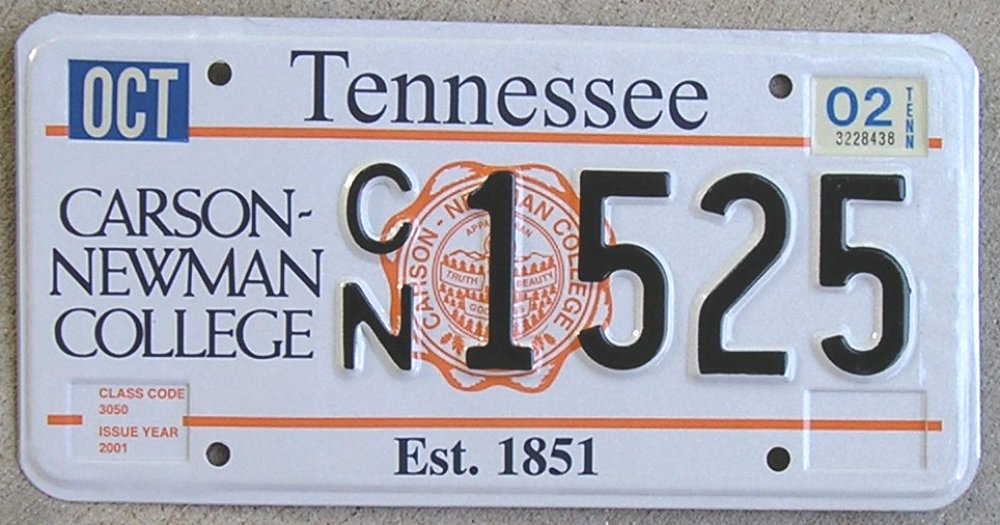 OCT
Tennessee
02
TENN
3228438
CARSON-
NEWMAN
COLLEGE
CN 1525
CARSON - NEWMAN COLLEGE
TRUTH BEAUTY
CLASS CODE
3050
ISSUE YEAR
2001
Est. 1851